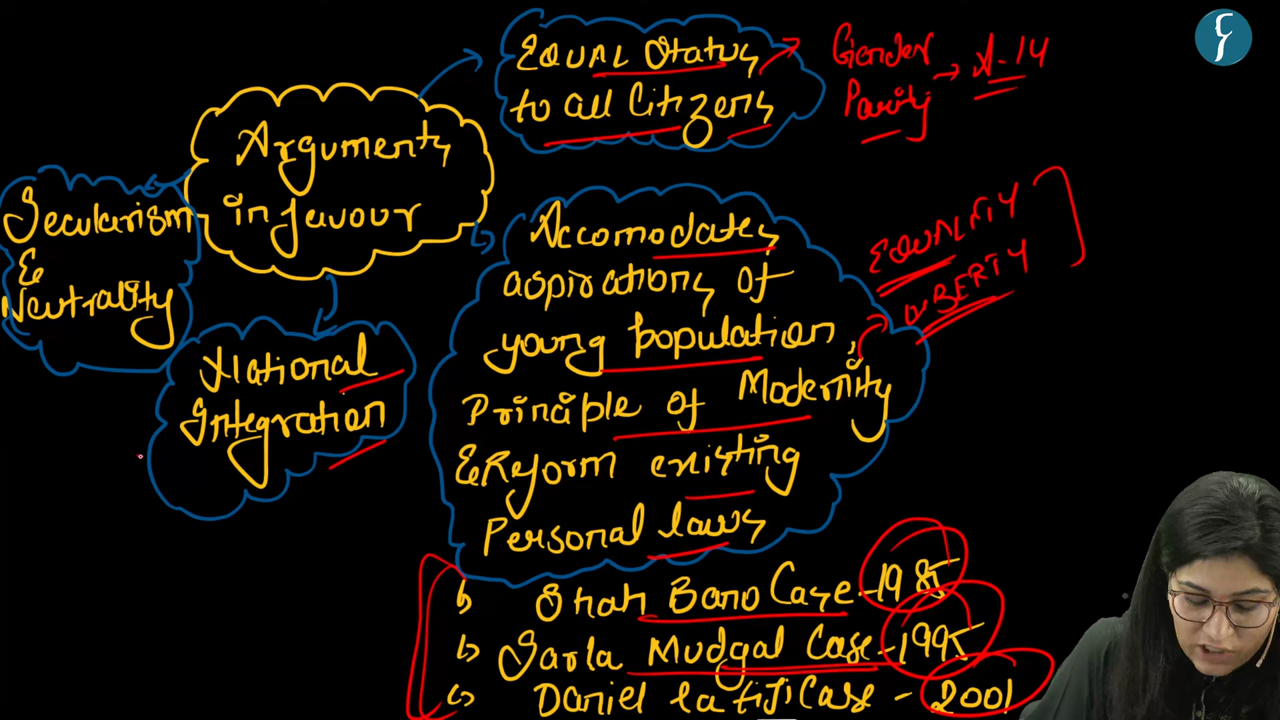 Arguments
in favour
EQUAL Status
to all Citizens
Gender
Parity → A-14
Secularism
&
Neutrality
National
Integration
Accomodates
aspirations of
young population,
Principle of Modernity
& Reform existing
Personal laws
EQUALITY
LIBERTY
Shah Bano Case - 1985
Sarla Mudgal Case - 1995
Daniel Latifi Case - 2001